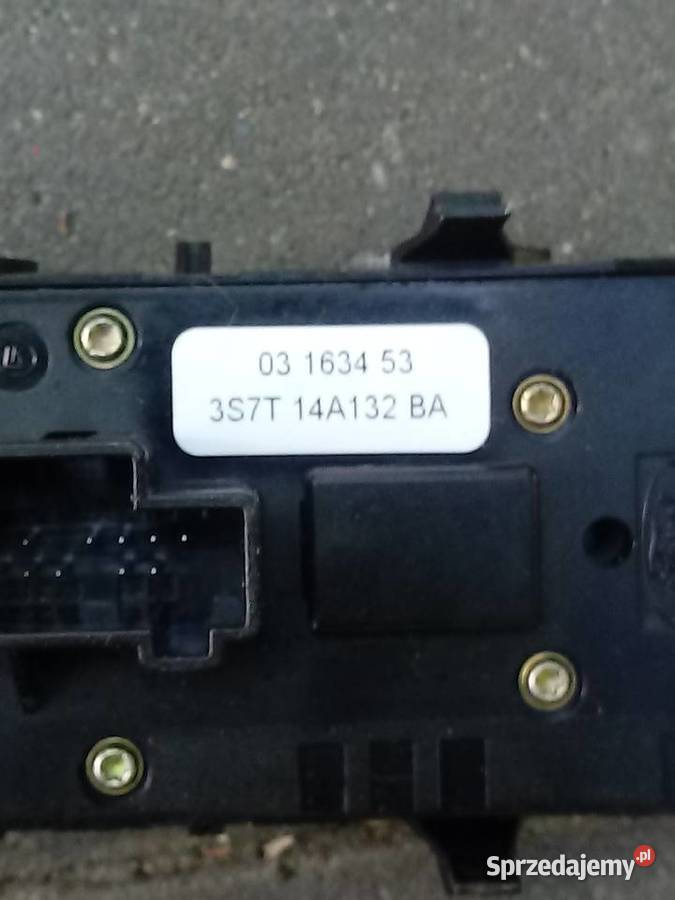 03 1634 53
3S7T 14A132 BA
Sprzedajemy.pl